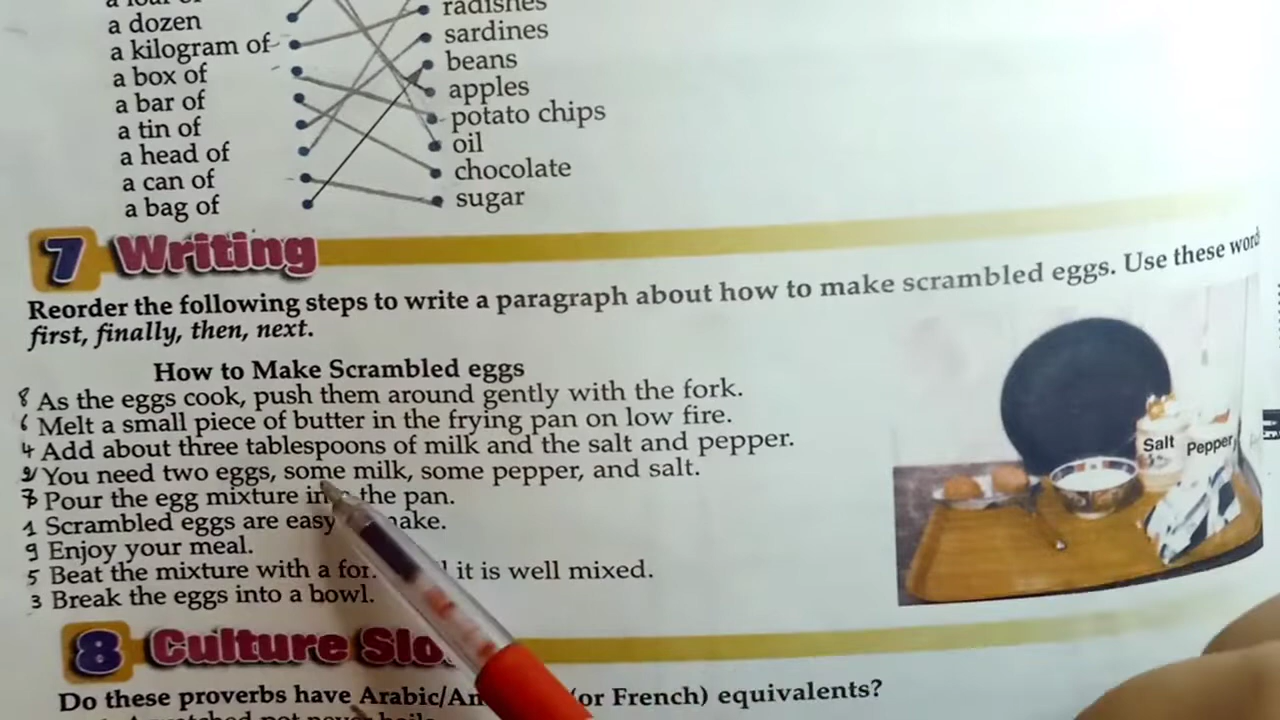 a dozen
a kilogram of
a box of
a bar of
a tin of
a head of
a can of
a bag of
radishes
sardines
beans
apples
potato chips
oil
chocolate
sugar
7 Writing
Reorder the following steps to write a paragraph about how to make scrambled eggs. Use these word
first, finally, then, next.
How to Make Scrambled eggs
8 As the eggs cook, push them around gently with the fork.
6 Melt a small piece of butter in the frying pan on low fire.
4 Add about three tablespoons of milk and the salt and pepper.
2 You need two eggs, some milk, some pepper, and salt.
7 Pour the egg mixture the pan.
1 Scrambled eggs are easy
9 Enjoy your meal.
5 Beat the mixture with a it is well mixed.
3 Break the eggs into a bowl.
Salt
Pepper
8 Culture
Do these proverbs have (or French) equivalents?